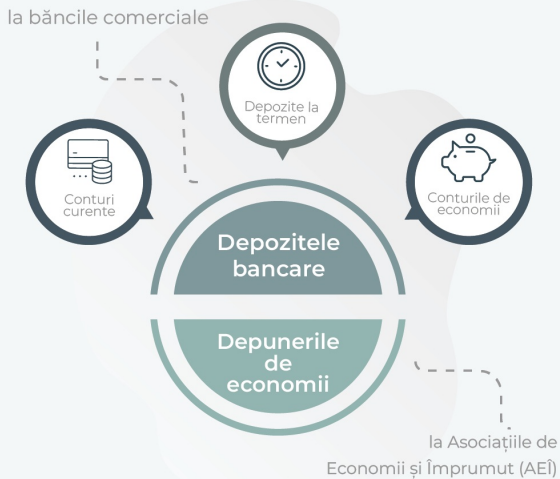 la băncile comerciale
Depozite la
termen
Conturi
curente
Conturile de
economii
Depozitele
bancare
Depunerile
de
economii
la Asociațiile de
Economii și Împrumut (AEÎ)